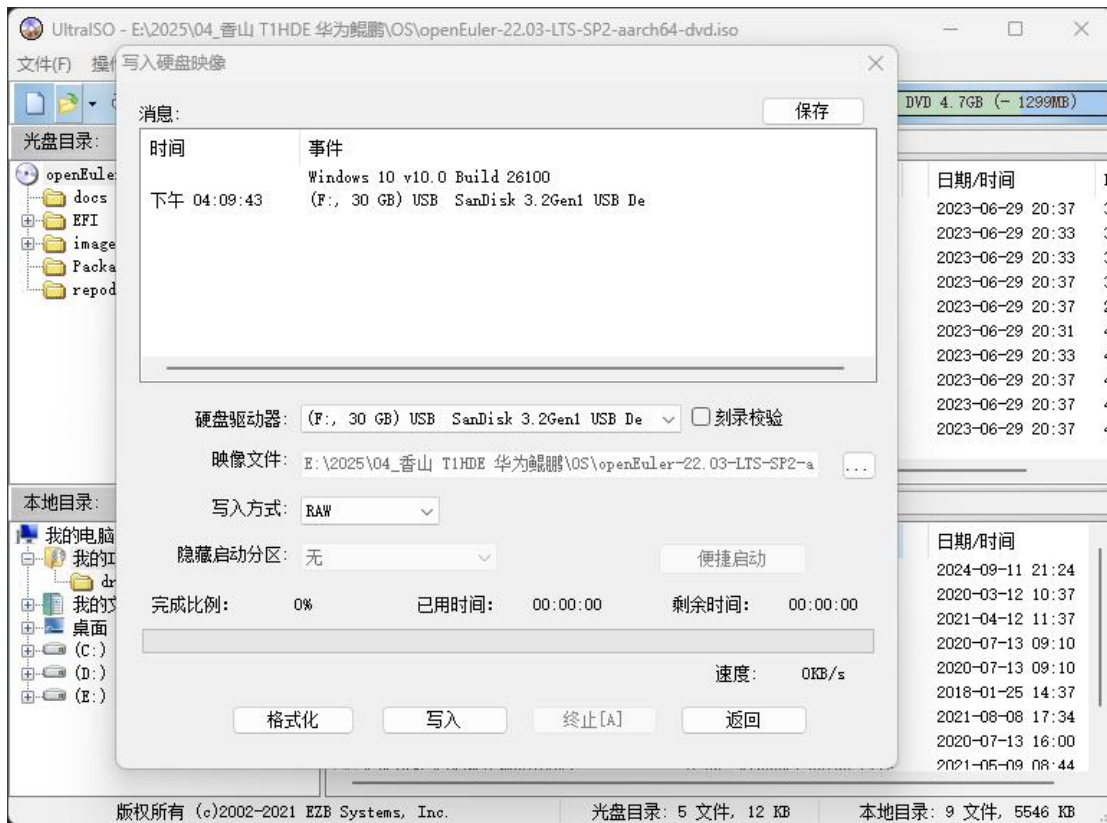 UltraISO - E:\2025\04_香山 T1HDE 华为鲲鹏\OS\openEuler-22.03-LTS-SP2-aarch64-dvd.iso
文件(F)
写入硬盘映像
DVD 4.7GB (- 1299MB)
消息:
保存
光盘目录:
时间 事件
Windows 10 v10.0 Build 26100
下午 04:09:43 (F:, 30 GB) USB SanDisk 3.2Gen1 USB De
docs
EFI
日期/时间
2023-06-29 20:37
2023-06-29 20:33
2023-06-29 20:33
2023-06-29 20:37
2023-06-29 20:37
2023-06-29 20:31
2023-06-29 20:33
2023-06-29 20:37
2023-06-29 20:37
2023-06-29 20:37
硬盘驱动器: (F:, 30 GB) USB SanDisk 3.2Gen1 USB De 刻录校验
映像文件: E:\2025\04_香山 T1HDE 华为鲲鹏\OS\openEuler-22.03-LTS-SP2-a ...
写入方式: RAW
隐藏启动分区: 无 便捷启动
完成比例: 0% 已用时间: 00:00:00 剩余时间: 00:00:00
速度: 0KB/s
格式化 写入 终止[A] 返回
本地目录:
我的电脑
桌面
(C:)
(D:)
(E:)
日期/时间
2024-09-11 21:24
2020-03-12 10:37
2021-04-12 11:37
2020-07-13 09:10
2020-07-13 09:10
2018-01-25 14:37
2021-08-08 17:34
2020-07-13 16:00
2021-05-09 08:44
版权所有 (c)2002-2021 EZB Systems, Inc. 光盘目录: 5 文件, 12 KB 本地目录: 9 文件, 5546 KB